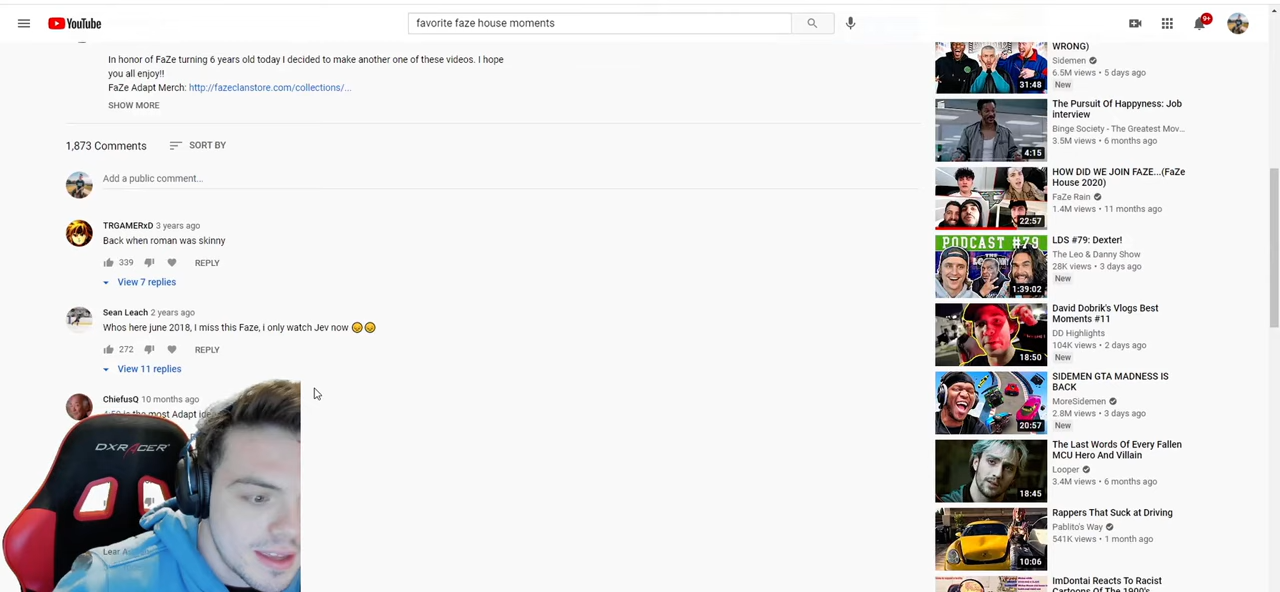 YouTube
favorite faze house moments
9+
In honor of FaZe turning 6 years old today I decided to make another one of these videos. I hope
you all enjoy!!
FaZe Adapt Merch: http://fazeclanstore.com/collections/...
SHOW MORE
1,873 Comments
SORT BY
Add a public comment...
TRGAMERxD 3 years ago
Back when roman was skinny
339
REPLY
View 7 replies
Sean Leach 2 years ago
Whos here june 2018, I miss this Faze, i only watch Jev now
272
REPLY
View 11 replies
ChiefusQ 10 months ago
is the most Adapt
Lear
DXRACER
WRONG)
Sidemen
6.5M views • 5 days ago
New
31:48
The Pursuit Of Happyness: Job
interview
Binge Society - The Greatest Mov...
3.5M views • 6 months ago
4:15
HOW DID WE JOIN FAZE...(FaZe
House 2020)
FaZe Rain
1.4M views • 11 months ago
22:57
LDS #79: Dexter!
The Leo & Danny Show
28K views • 3 days ago
New
PODCAST #79
1:39:02
David Dobrik's Vlogs Best
Moments #11
DD Highlights
104K views • 2 days ago
New
18:50
SIDEMEN GTA MADNESS IS
BACK
MoreSidemen
2.8M views • 3 days ago
New
20:57
The Last Words Of Every Fallen
MCU Hero And Villain
Looper
3.4M views • 6 months ago
18:45
Rappers That Suck at Driving
Pablito's Way
541K views • 1 month ago
10:06
ImDontai Reacts To Racist
Cartoons Of The 1900's